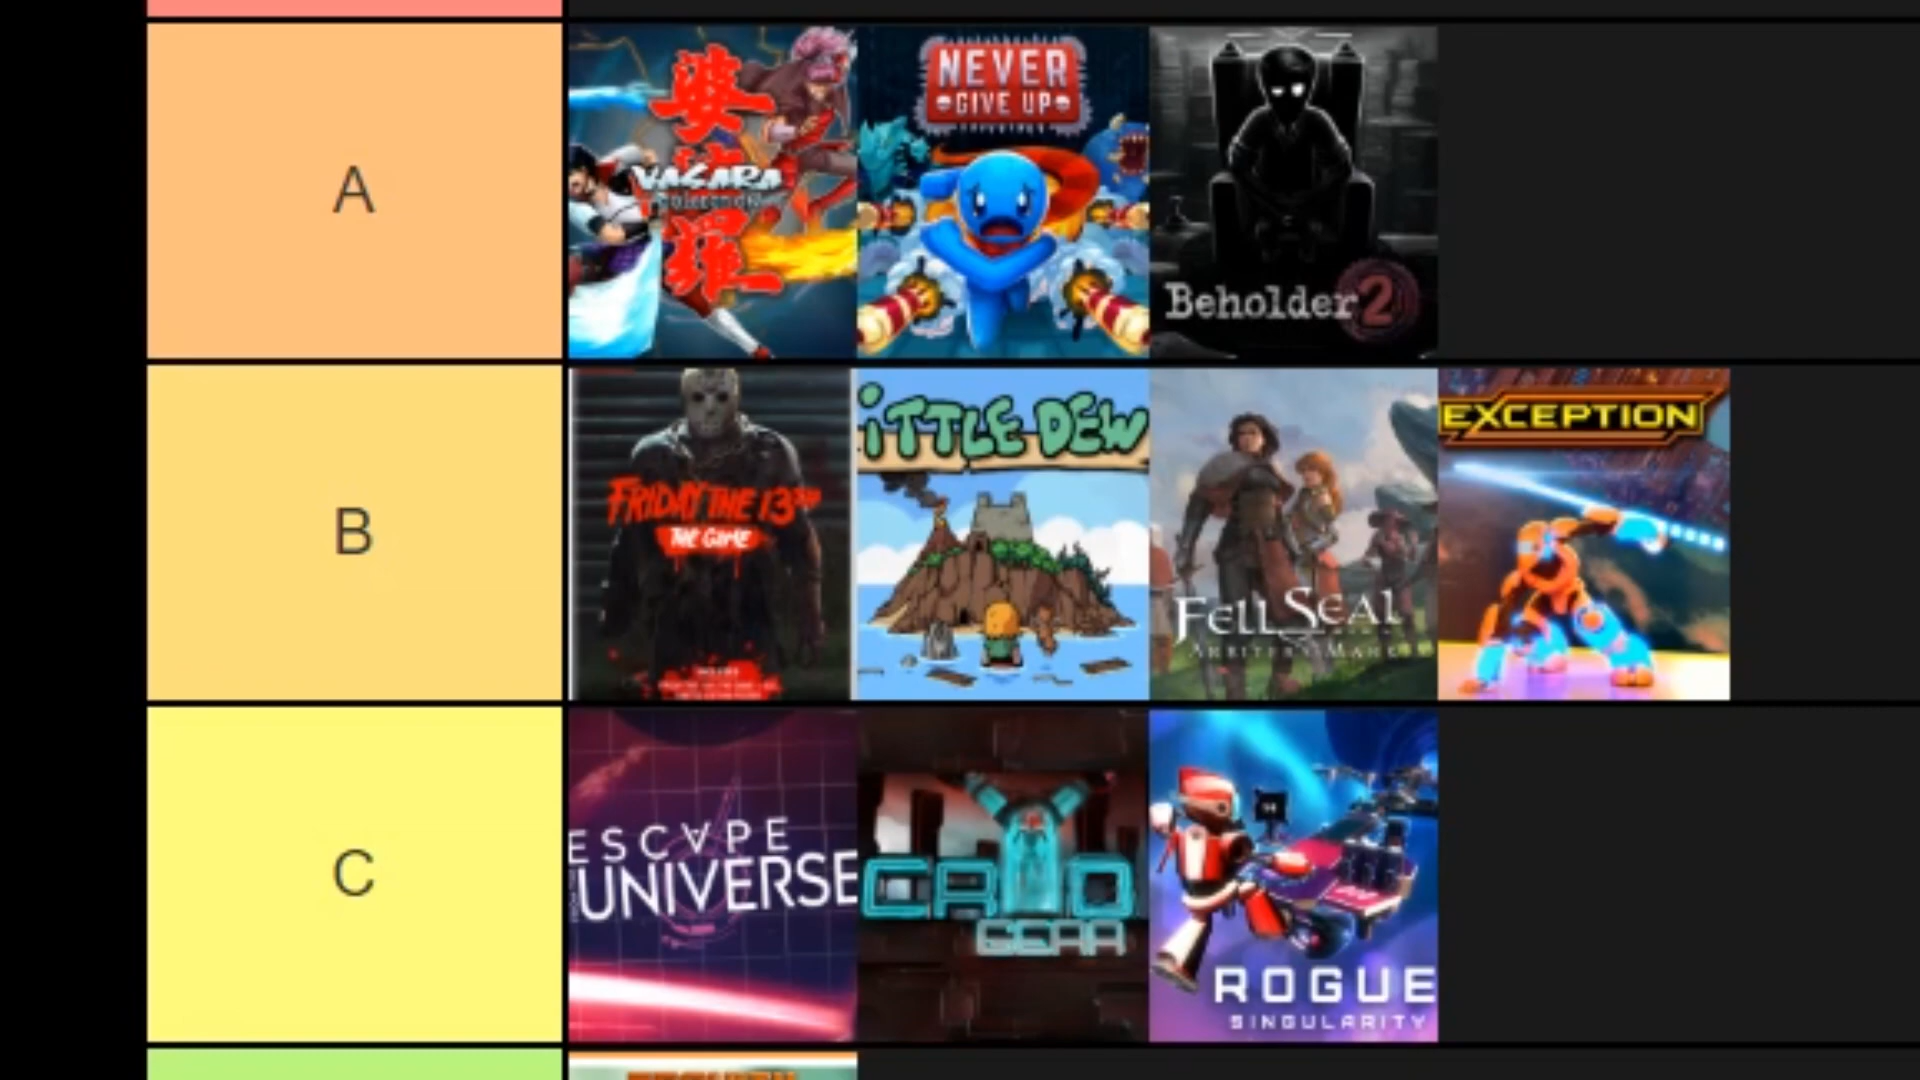 A
婆
娑
羅
VASARA
COLLECTION
NEVER
GIVE UP
Beholder 2
B
FRIDAY THE 13TH
THE GAME
ITTLE DEW
FELL SEAL
ARBITER'S MARK
EXCEPTION
C
ESCAPE
FROM
UNIVERSE
CRYO
GEAR
ROGUE
SINGULARITY